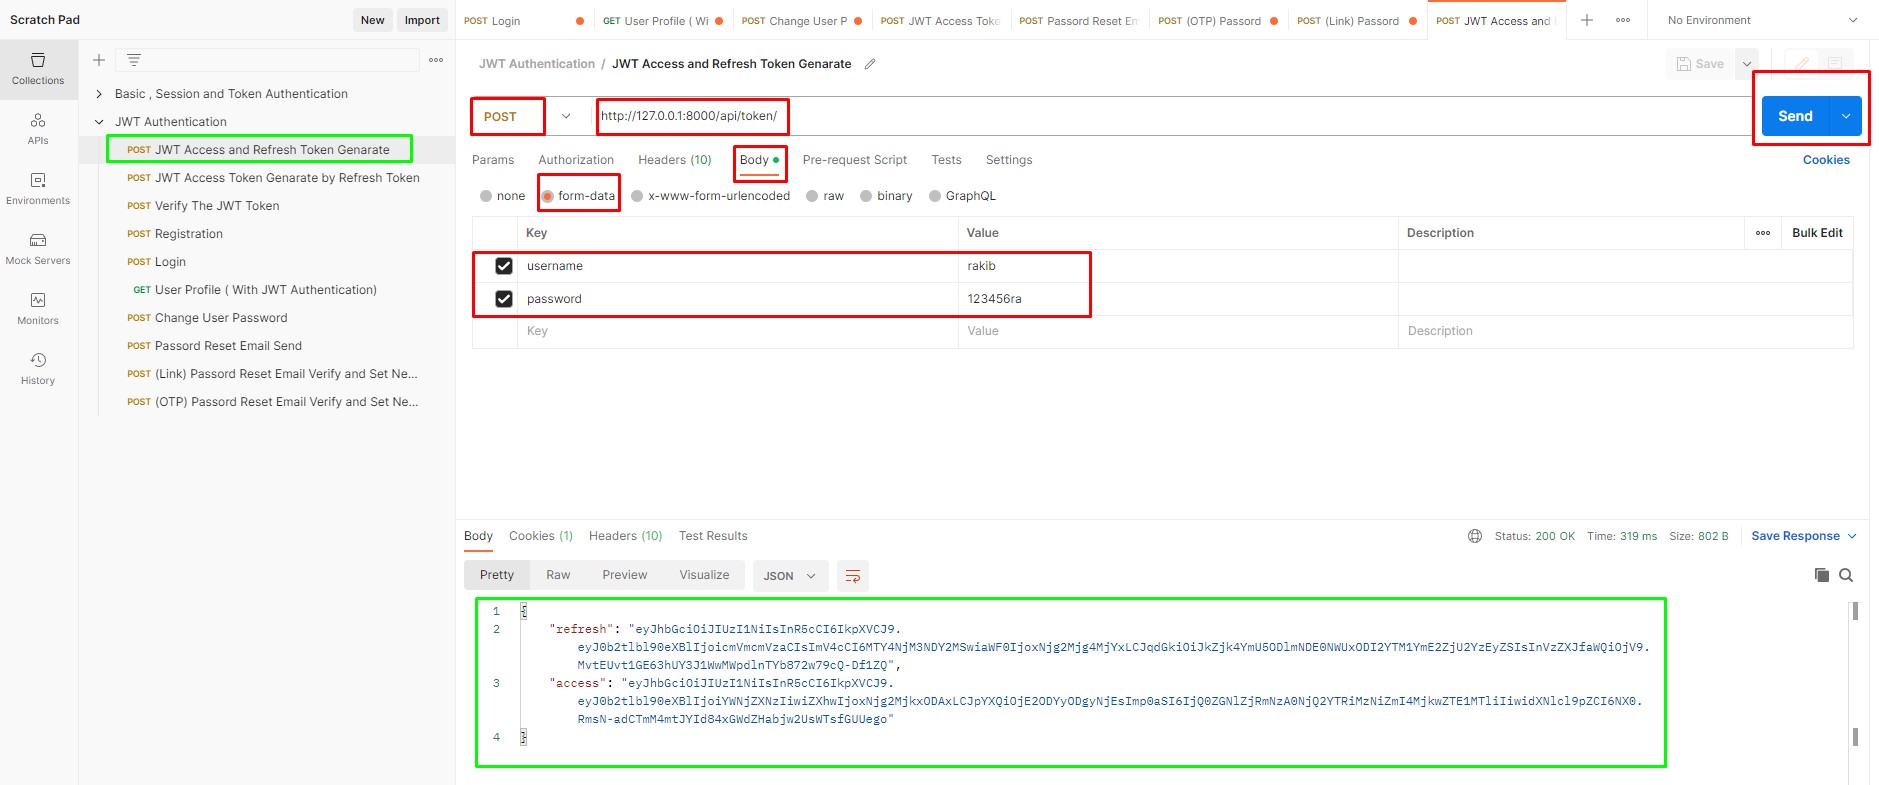 Scratch Pad
New
Import
POST Login
GET User Profile ( Wi
POST Change User P
POST JWT Access Toke
POST Passord Reset Em
POST (OTP) Passord
POST (Link) Passord
POST JWT Access and
No Environment
Collections
APIs
Environments
Mock Servers
Monitors
History
Basic , Session and Token Authentication
JWT Authentication
POST JWT Access and Refresh Token Genarate
POST JWT Access Token Genarate by Refresh Token
POST Verify The JWT Token
POST Registration
POST Login
GET User Profile ( With JWT Authentication)
POST Change User Password
POST Passord Reset Email Send
POST (Link) Passord Reset Email Verify and Set Ne...
POST (OTP) Passord Reset Email Verify and Set Ne...
JWT Authentication / JWT Access and Refresh Token Genarate
Save
POST
http://127.0.0.1:8000/api/token/
Send
Params Authorization Headers (10) Body Pre-request Script Tests Settings
Cookies
none form-data x-www-form-urlencoded raw binary GraphQL
Key Value Description Bulk Edit
username rakib
password 123456ra
Key Value Description
Body Cookies (1) Headers (10) Test Results
Status: 200 OK Time: 319 ms Size: 802 B
Save Response
Pretty Raw Preview Visualize JSON
1 {
2 "refresh": "eyJhbGciOiJIUzI1NiIsInR5cCI6IkpXVCJ9.
eyJ0b2tlbl90eXBlIjoicmVmcmVzaCIsImV4cCI6MTY4NjM3NDY2MSwiaWF0IjoxNjg2Mjg4MjYxLCJqdGkiOiJkZjk4YmU5ODlmNDE0NWUxODI2YTM1YmE2ZjU2YzEyZSIsInVzZXJfaWQiOjV9.
MvtEUvt1GE63hUY3J1WwMWpdlnTYb872w79cQ-Df1ZQ",
3 "access": "eyJhbGciOiJIUzI1NiIsInR5cCI6IkpXVCJ9.
eyJ0b2tlbl90eXBlIjoiYWNjZXNzIiwiZXhwIjoxNjg2MjkxODAxLCJpYXQiOjE2ODYyODgyNjEsImp0aSI6IjQ0ZGNlZjRmNzA0NjQ2YTRiMzNiZmI4MjkwZTE1MTliIiwidXNlcl9pZCI6NX0.
RmsN-adCTmM4mtJYId84xGWdZHabjw2UsWTsfGUUego"
4 }